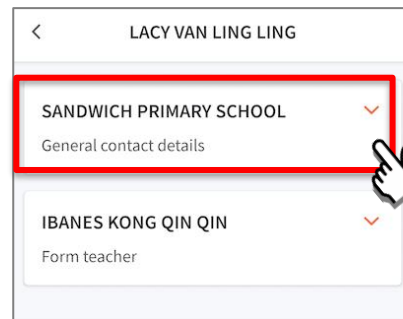 LACY VAN LING LING
SANDWICH PRIMARY SCHOOL
General contact details
IBANES KONG QIN QIN
Form teacher